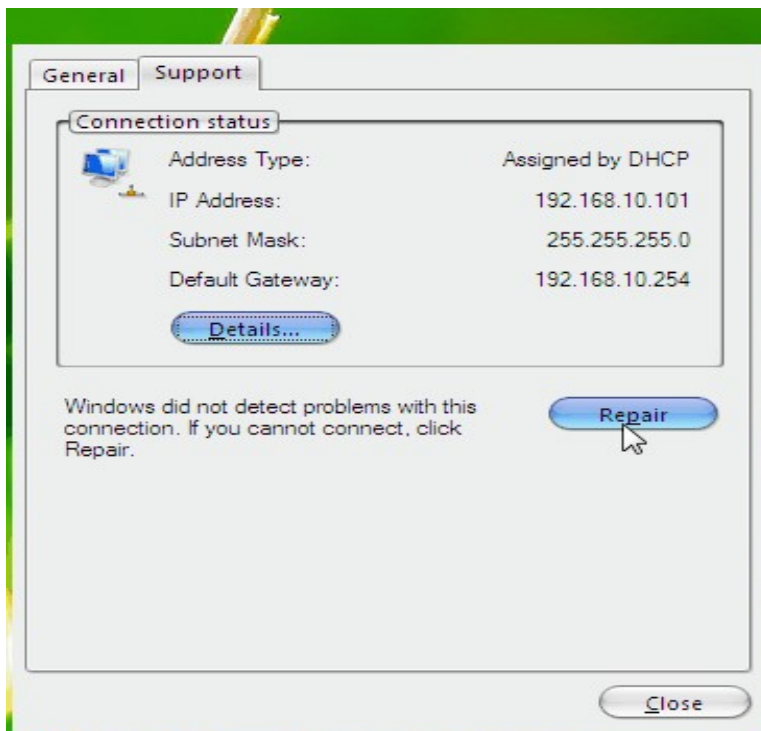 General Support
Connection status
Address Type: Assigned by DHCP
IP Address: 192.168.10.101
Subnet Mask: 255.255.255.0
Default Gateway: 192.168.10.254
Details...
Windows did not detect problems with this
connection. If you cannot connect, click
Repair.
Repair
Close